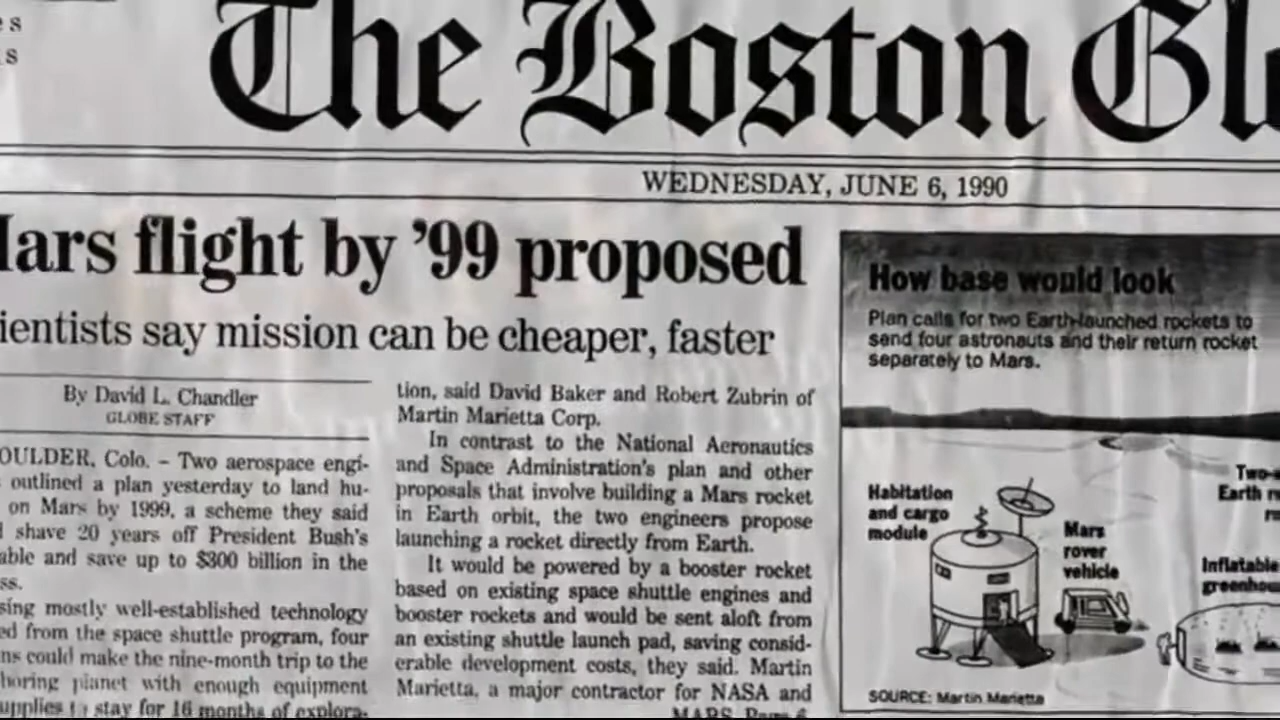 es
is
The Boston Glo
WEDNESDAY, JUNE 6, 1990
Mars flight by '99 proposed
ientists say mission can be cheaper, faster
By David L. Chandler
GLOBE STAFF
OULDER, Colo. – Two aerospace engi-
outlined a plan yesterday to land hu-
on Mars by 1999, a scheme they said
d shave 20 years off President Bush's
able and save up to $300 billion in the
ss.
sing mostly well-established technology
ed from the space shuttle program, four
ns could make the nine-month trip to the
hboring planet with enough equipment
upplies to stay for 16 months of explora-
tion, said David Baker and Robert Zubrin of
Martin Marietta Corp.
In contrast to the National Aeronautics
and Space Administration's plan and other
proposals that involve building a Mars rocket
in Earth orbit, the two engineers propose
launching a rocket directly from Earth.
It would be powered by a booster rocket
based on existing space shuttle engines and
booster rockets and would be sent aloft from
an existing shuttle launch pad, saving consid-
erable development costs, they said. Martin
Marietta, a major contractor for NASA and
MARS, Page 6
How base would look
Plan calls for two Earth-launched rockets to
send four astronauts and their return rocket
separately to Mars.
Habitation
and cargo
module
Mars
rover
vehicle
Two-s
Earth r
Inflatable
greenhou
SOURCE: Martin Marietta